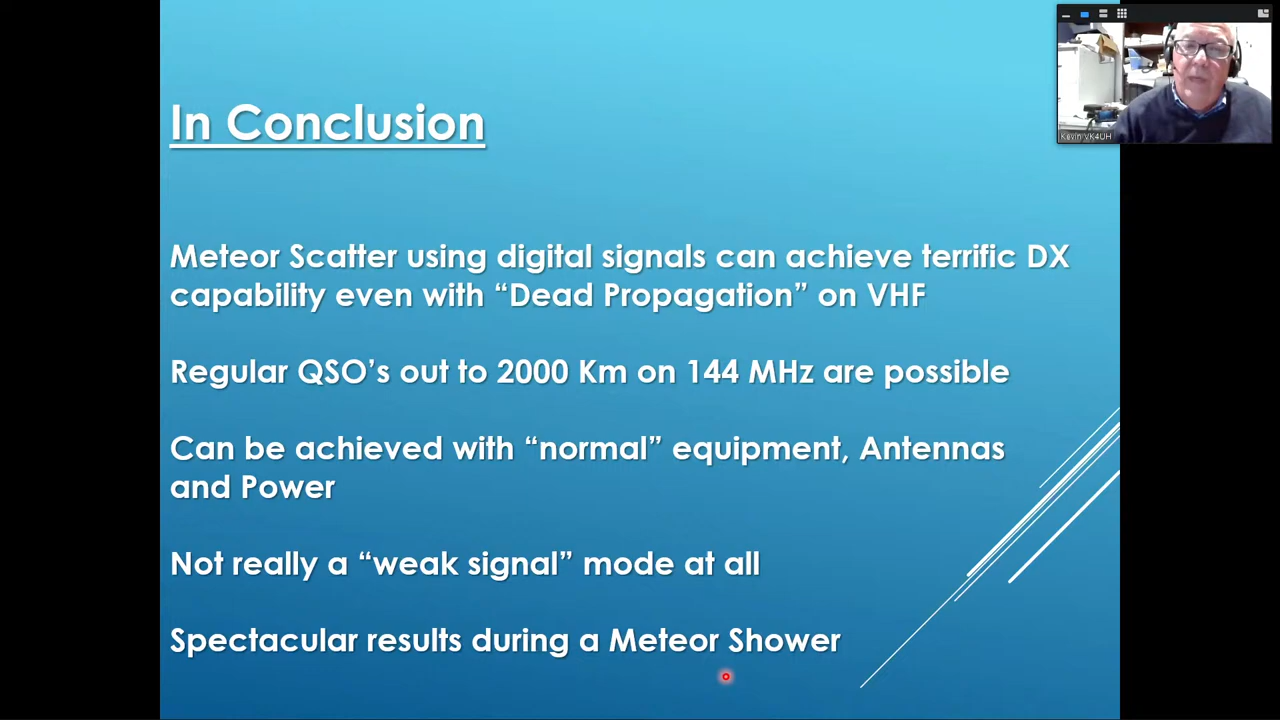 Kevin VK4UH
In Conclusion
Meteor Scatter using digital signals can achieve terrific DX
capability even with “Dead Propagation” on VHF
Regular QSO’s out to 2000 Km on 144 MHz are possible
Can be achieved with “normal” equipment, Antennas
and Power
Not really a “weak signal” mode at all
Spectacular results during a Meteor Shower